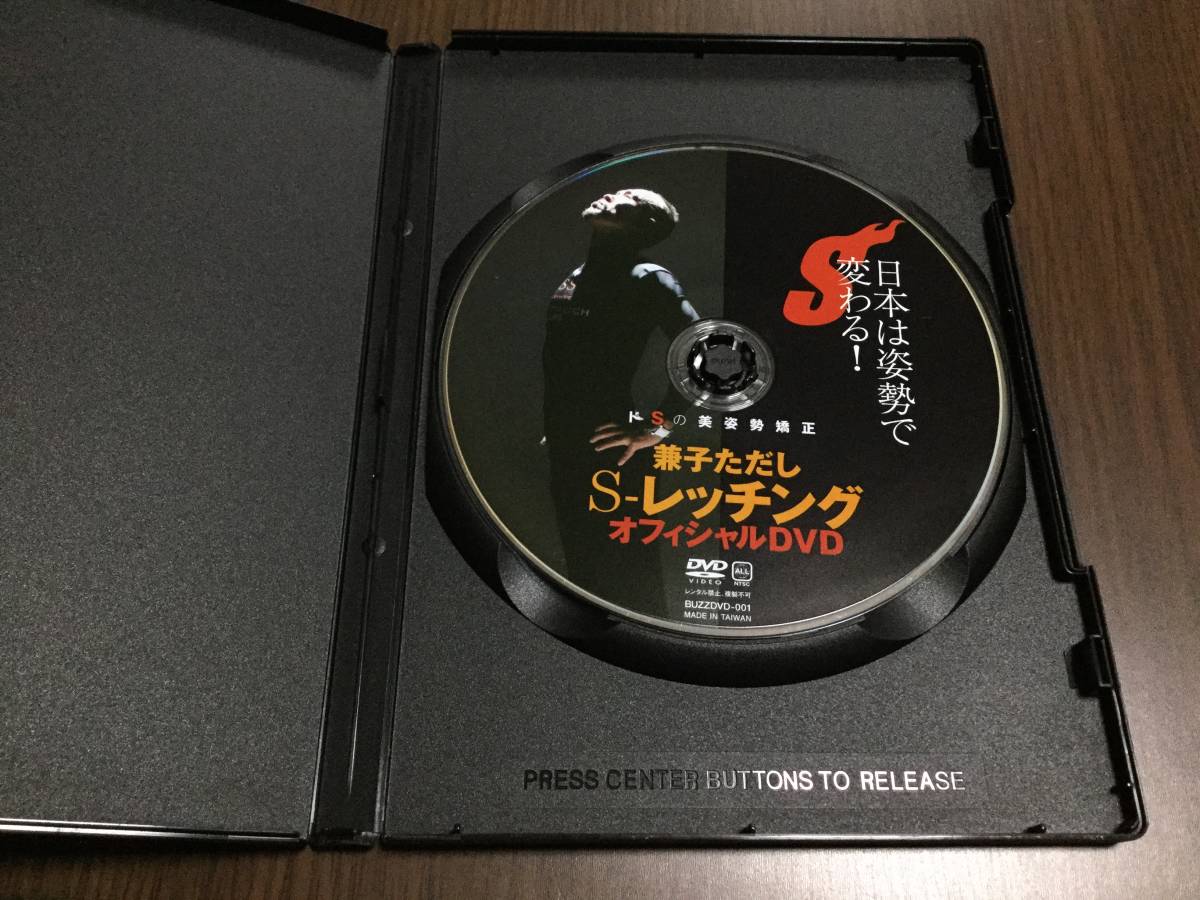 S
日本は姿勢で
変わる!
ドSの美姿勢矯正
兼子ただし
S-レッチング
オフィシャルDVD
DVD
VIDEO
ALL
NTSC
レンタル禁止、複製不可
BUZZDVD-001
MADE IN TAIWAN
PRESS CENTER BUTTONS TO RELEASE